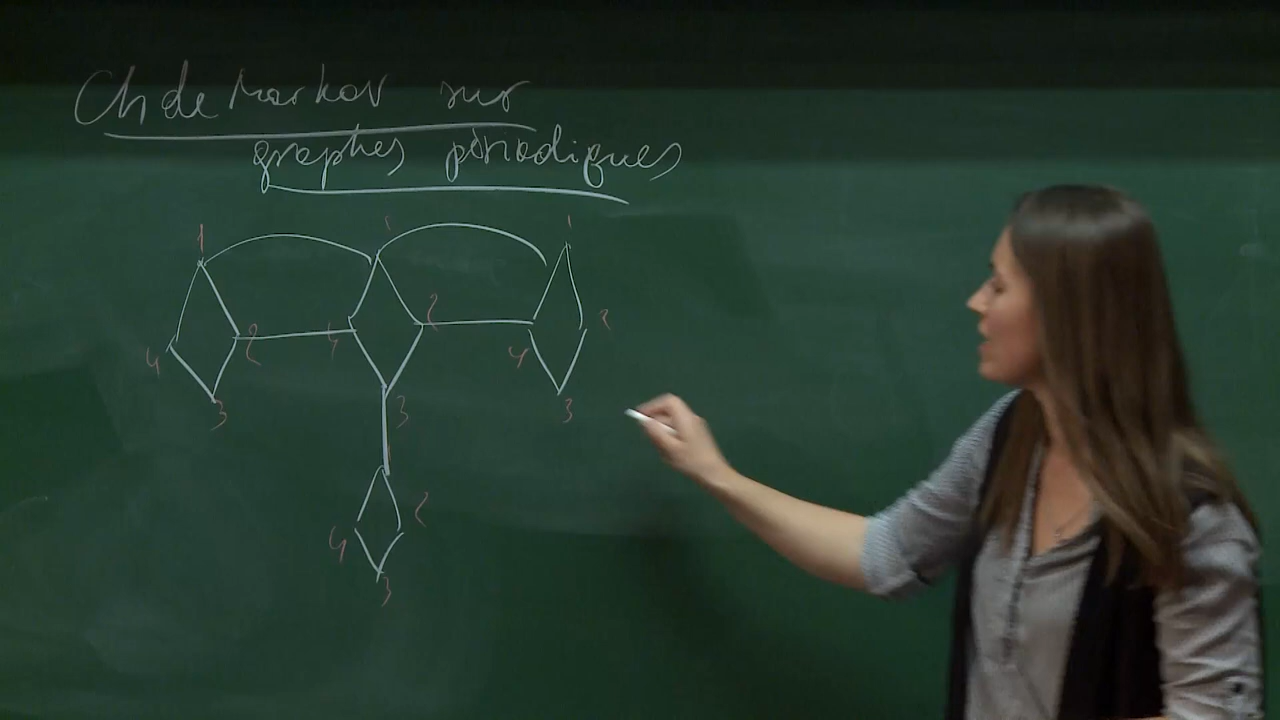 Ch de Markov sur
graphes périodiques
1 1 1
2 4 2 2
4 4
3 3 3
2
4
3